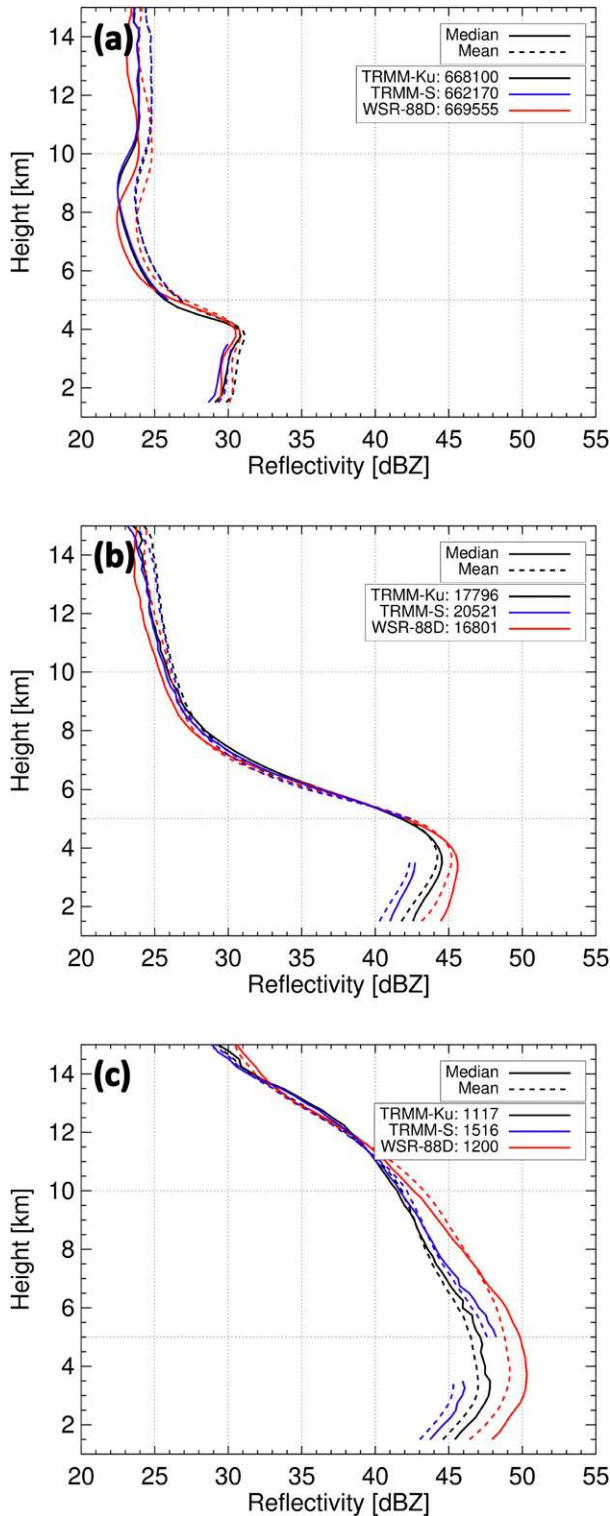 (a)
Median
Mean
TRMM-Ku: 668100
TRMM-S: 662170
WSR-88D: 669555
14
12
10
8
6
4
2
Height [km]
20 25 30 35 40 45 50 55
Reflectivity [dBZ]
(b)
Median
Mean
TRMM-Ku: 17796
TRMM-S: 20521
WSR-88D: 16801
14
12
10
8
6
4
2
Height [km]
20 25 30 35 40 45 50 55
Reflectivity [dBZ]
(c)
Median
Mean
TRMM-Ku: 1117
TRMM-S: 1516
WSR-88D: 1200
14
12
10
8
6
4
2
Height [km]
20 25 30 35 40 45 50 55
Reflectivity [dBZ]